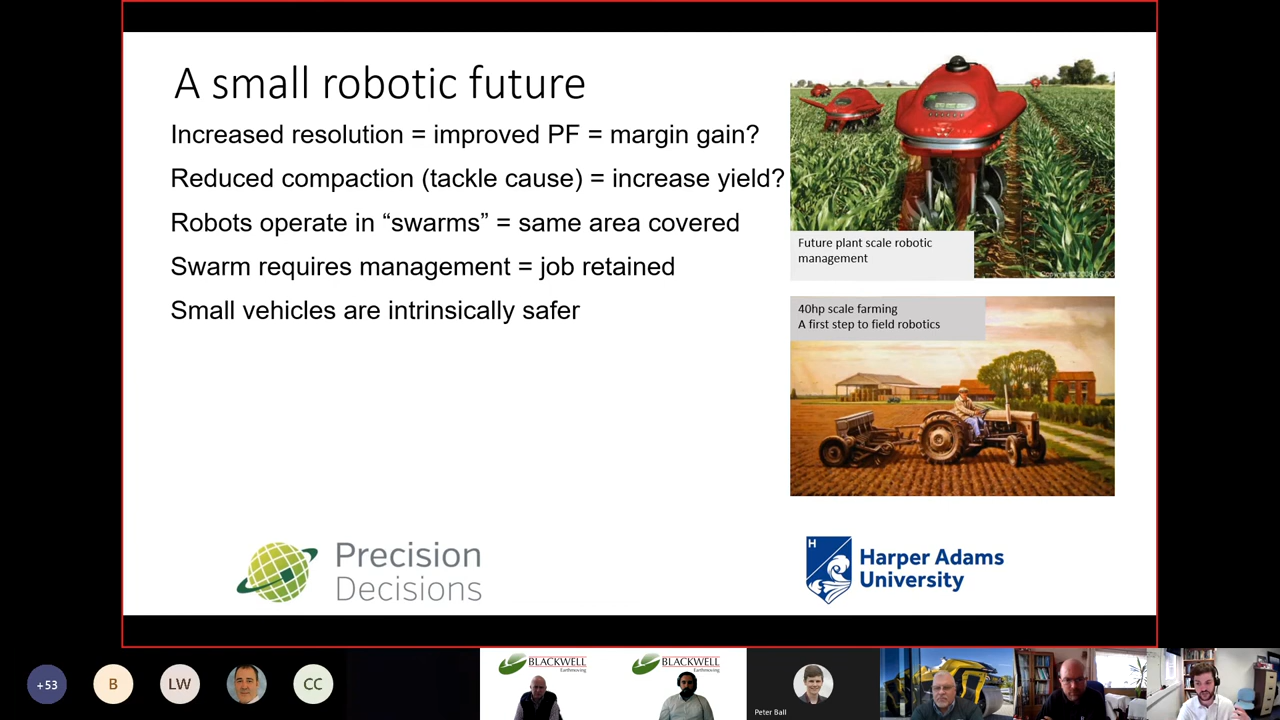 A small robotic future
Increased resolution = improved PF = margin gain?
Reduced compaction (tackle cause) = increase yield?
Robots operate in “swarms” = same area covered
Swarm requires management = job retained
Small vehicles are intrinsically safer
Future plant scale robotic
management
40hp scale farming
A first step to field robotics
Precision
Decisions
H
Harper Adams
University
+53
B
LW
CC
BLACKWELL
Earthmoving
BLACKWELL
Earthmoving
Peter Ball